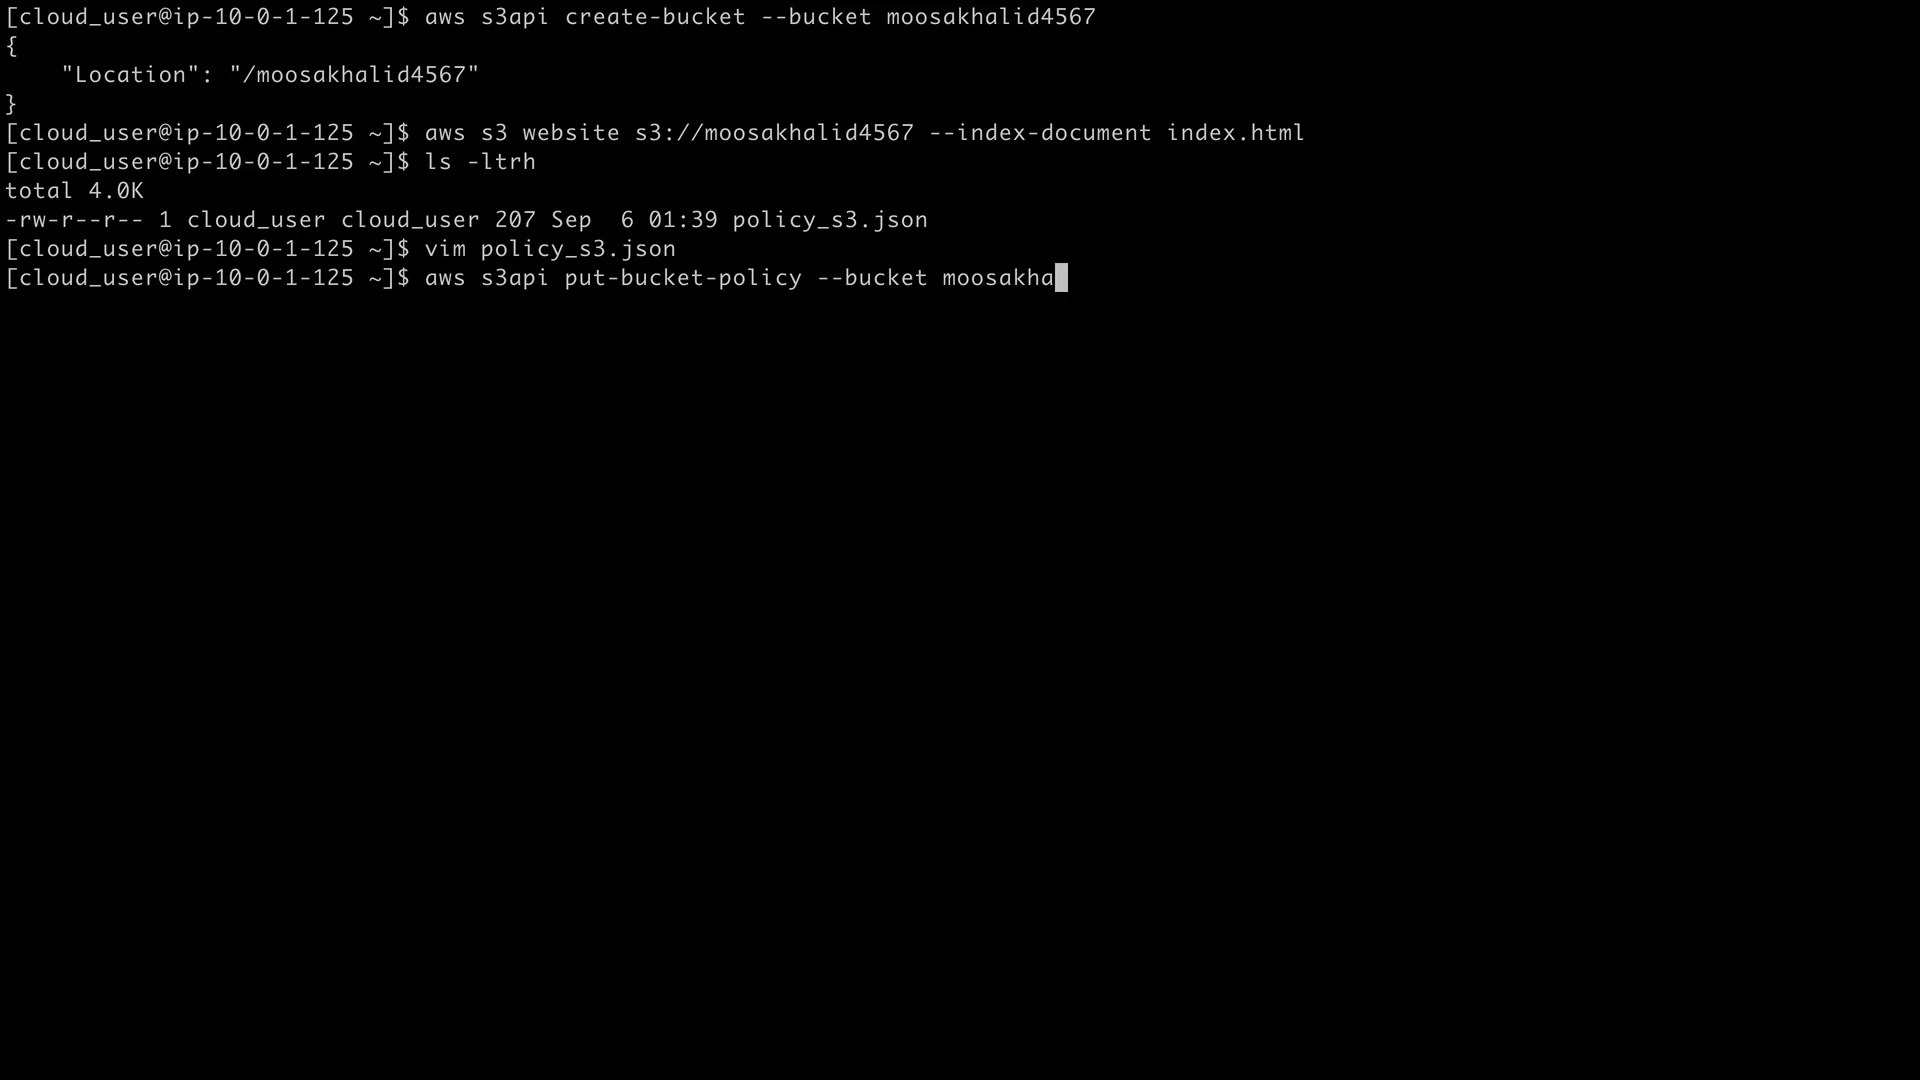 [cloud_user@ip-10-0-1-125 ~]$ aws s3api create-bucket --bucket moosakhalid4567
{
    "Location": "/moosakhalid4567"
}
[cloud_user@ip-10-0-1-125 ~]$ aws s3 website s3://moosakhalid4567 --index-document index.html
[cloud_user@ip-10-0-1-125 ~]$ ls -ltrh
total 4.0K
-rw-r--r-- 1 cloud_user cloud_user 207 Sep  6 01:39 policy_s3.json
[cloud_user@ip-10-0-1-125 ~]$ vim policy_s3.json
[cloud_user@ip-10-0-1-125 ~]$ aws s3api put-bucket-policy --bucket moosakha